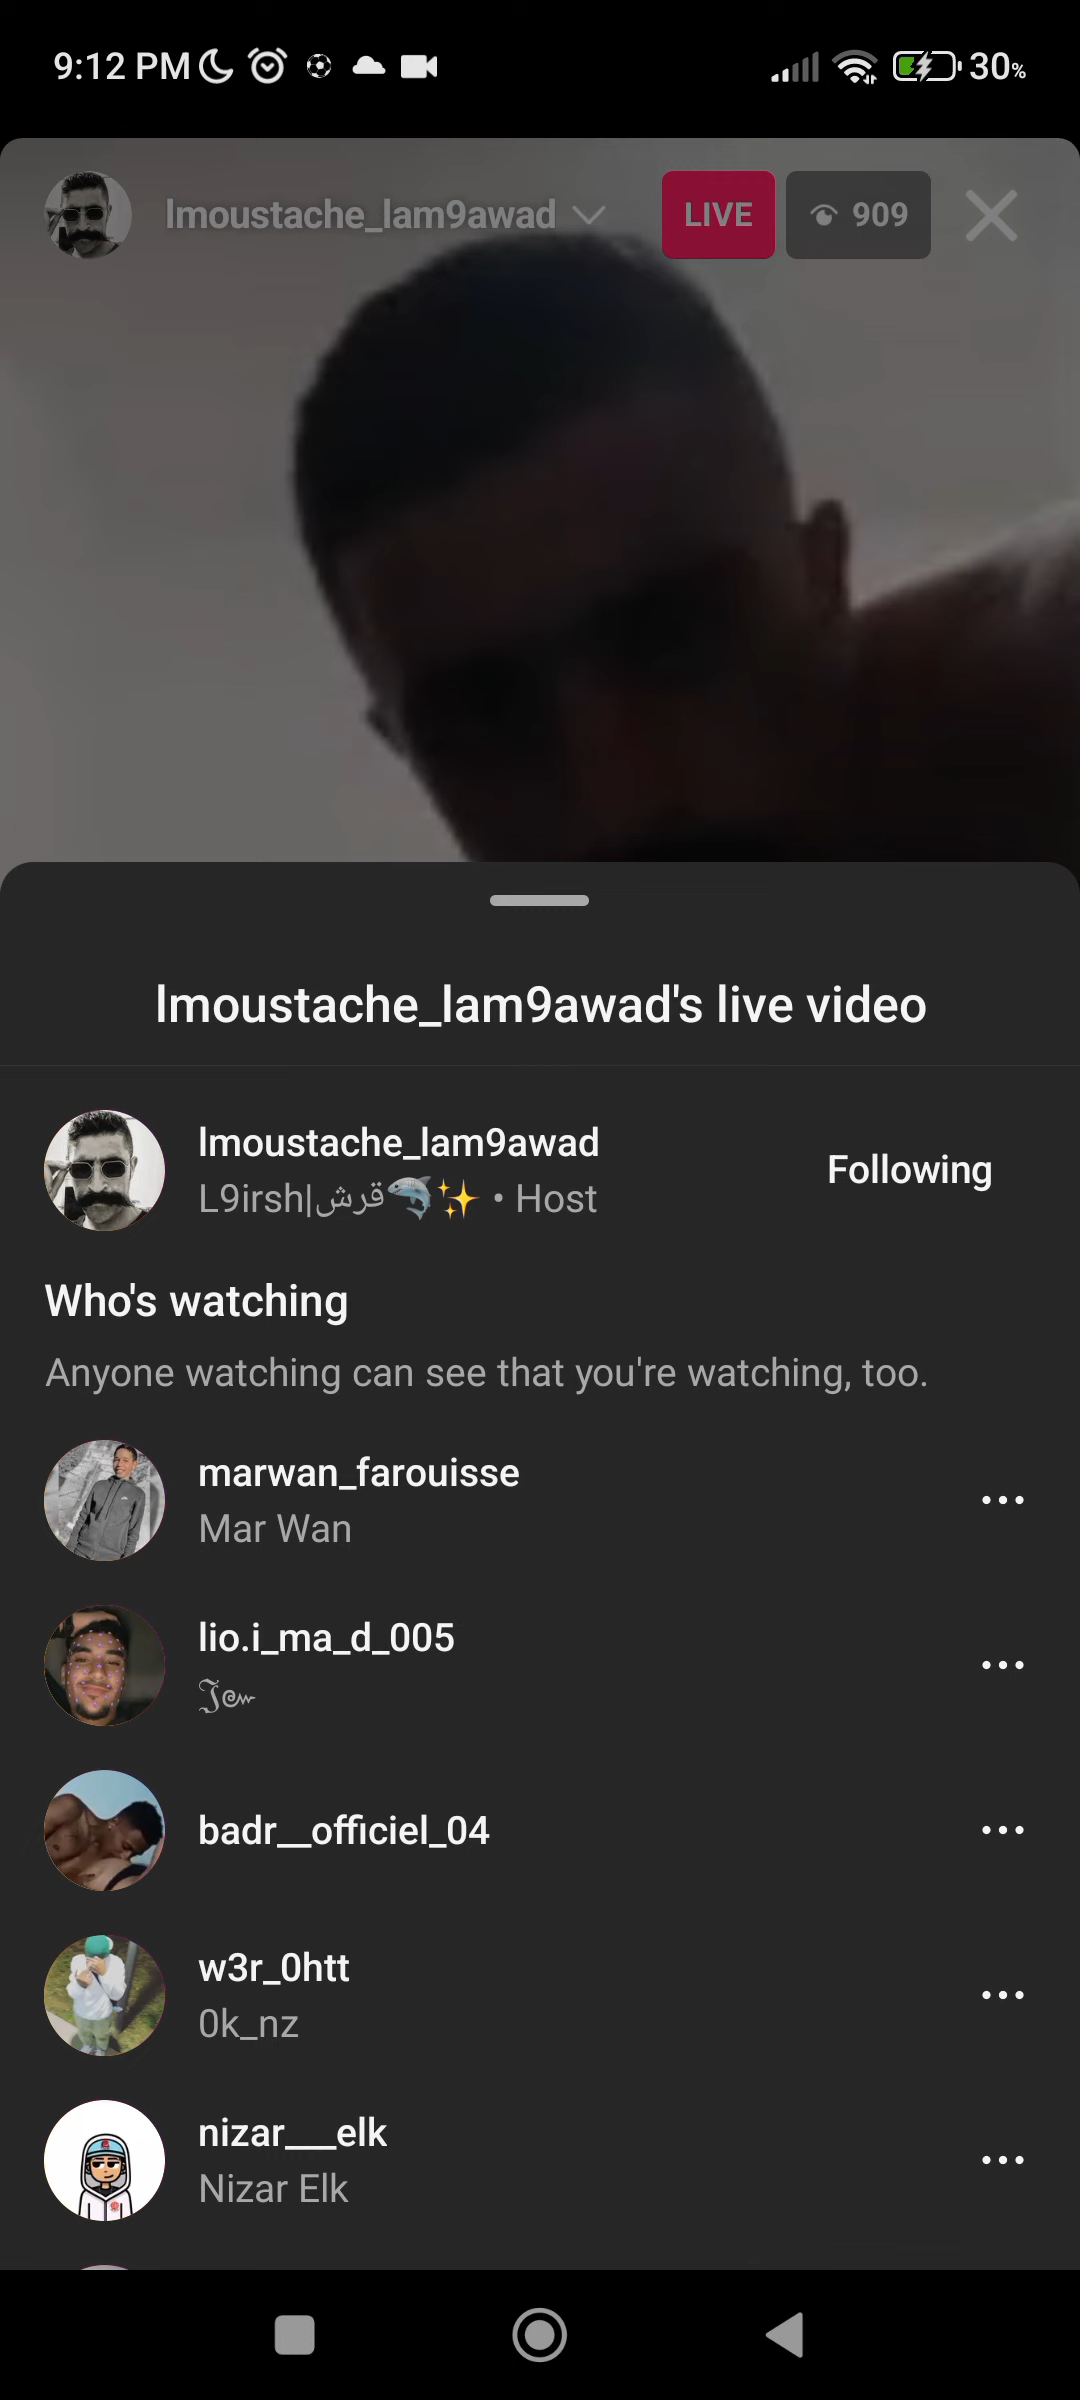 9:12 PM 30%
lmoustache_lam9awad LIVE 909
lmoustache_lam9awad's live video
lmoustache_lam9awad
L9irsh|قرش🦈✨ • Host
Following
Who's watching
Anyone watching can see that you're watching, too.
marwan_farouisse
Mar Wan
lio.i_ma_d_005
badr__officiel_04
w3r_0htt
0k_nz
nizar___elk
Nizar Elk